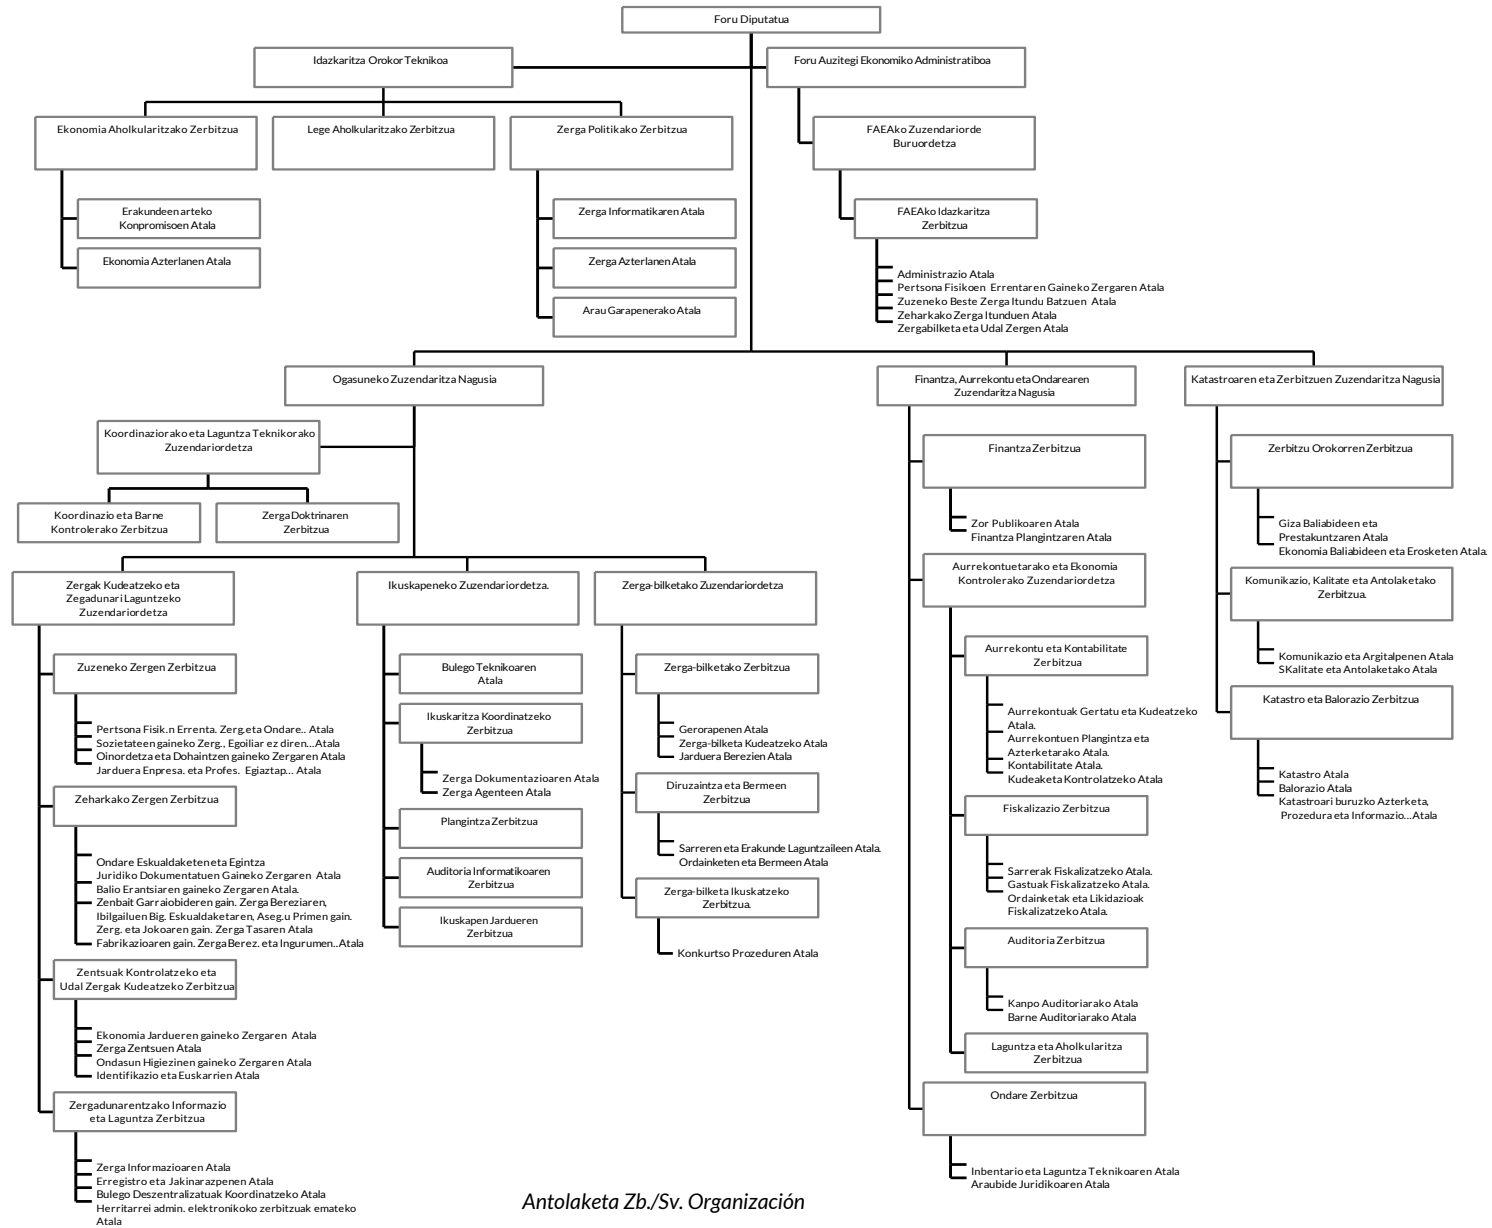 Foru Diputatua
Idazkaritza Orokor Teknikoa
Foru Auzitegi Ekonomiko Administratiboa
Ekonomia Aholkularitzako Zerbitzua
Lege Aholkularitzako Zerbitzua
Zerga Politikako Zerbitzua
FAEAko Zuzendariorde
Buruordetza
Erakundeen arteko
Konpromisoen Atala
Ekonomia Azterlanen Atala
Zerga Informatikaren Atala
Zerga Azterlanen Atala
Arau Garapenerako Atala
FAEAko Idazkaritza
Zerbitzua
Administrazio Atala
Pertsona Fisikoen Errentaren Gaineko Zergaren Atala
Zuzeneko Beste Zerga Itundu Batzuen Atala
Zeharkako Zerga Itunduen Atala
Zergabilketa eta Udal Zergen Atala
Ogasuneko Zuzendaritza Nagusia
Finantza, Aurrekontu eta Ondarearen
Zuzendaritza Nagusia
Katastroaren eta Zerbitzuen Zuzendaritza Nagusia
Koordinaziorako eta Laguntza Teknikorako
Zuzendariordetza
Koordinazio eta Barne
Kontrolerako Zerbitzua
Zerga Doktrinaren
Zerbitzua
Zergak Kudeatzeko eta
Zegadunari Laguntzeko
Zuzendariordetza
Ikuskapeneko Zuzendariordetza.
Zerga-bilketako Zuzendariordetza
Zuzeneko Zergen Zerbitzua
Pertsona Fisik.n Errenta. Zerg.eta Ondare.. Atala
Sozietateen gaineko Zerg., Egoiliar ez diren...Atala
Oinordetza eta Dohaintzen gaineko Zergaren Atala
Jarduera Enpresa. eta Profes. Egiaztap... Atala
Zeharkako Zergen Zerbitzua
Ondare Eskualdaketen eta Egintza
Juridiko Dokumentatuen Gaineko Zergaren Atala
Balio Erantsiaren gaineko Zergaren Atala.
Zenbait Garraiobideren gain. Zerga Bereziaren,
Ibilgailuen Big. Eskualdaketaren, Aseg.u Primen gain.
Zerg. eta Jokoaren gain. Zerga Tasaren Atala
Fabrikazioaren gain. Zerga Berez. eta Ingurumen..Atala
Zentsuak Kontrolatzeko eta
Udal Zergak Kudeatzeko Zerbitzua
Ekonomia Jardueren gaineko Zergaren Atala
Zerga Zentsuen Atala
Ondasun Higiezinen gaineko Zergaren Atala
Identifikazio eta Euskarrien Atala
Zergadunarentzako Informazio
eta Laguntza Zerbitzua
Zerga Informazioaren Atala
Erregistro eta Jakinarazpenen Atala
Bulego Deszentralizatuak Koordinatzeko Atala
Herritarrei admin. elektronikoko zerbitzuak emateko
Atala
Bulego Teknikoaren
Atala
Ikuskaritza Koordinatzeko
Zerbitzua
Zerga Dokumentazioaren Atala
Zerga Agenteen Atala
Plangintza Zerbitzua
Auditoria Informatikoaren
Zerbitzua
Ikuskapen Jardueren
Zerbitzua
Zerga-bilketako Zerbitzua
Gerorapenen Atala
Zerga-bilketa Kudeatzeko Atala
Jarduera Berezien Atala
Diruzaintza eta Bermeen
Zerbitzua
Sarreren eta Erakunde Laguntzaileen Atala.
Ordainketen eta Bermeen Atala
Zerga-bilketa Ikuskatzeko
Zerbitzua.
Konkurtso Prozeduren Atala
Finantza Zerbitzua
Zor Publikoaren Atala
Finantza Plangintzaren Atala
Aurrekontuetarako eta Ekonomia
Kontrolerako Zuzendariordetza
Aurrekontu eta Kontabilitate
Zerbitzua
Aurrekontuak Gertatu eta Kudeatzeko
Atala.
Aurrekontuen Plangintza eta
Azterketarako Atala.
Kontabilitate Atala.
Kudeaketa Kontrolatzeko Atala
Fiskalizazio Zerbitzua
Sarrerak Fiskalizatzeko Atala.
Gastuak Fiskalizatzeko Atala.
Ordainketak eta Likidazioak
Fiskalizatzeko Atala.
Auditoria Zerbitzua
Kanpo Auditoriarako Atala
Barne Auditoriarako Atala
Laguntza eta Aholkularitza
Zerbitzua
Ondare Zerbitzua
Inbentario eta Laguntza Teknikoaren Atala
Araubide Juridikoaren Atala
Zerbitzu Orokorren Zerbitzua
Giza Baliabideen eta
Prestakuntzaren Atala
Ekonomia Baliabideen eta Erosketen Atala.
Komunikazio, Kalitate eta Antolaketako
Zerbitzua.
Komunikazio eta Argitalpenen Atala
SKalitate eta Antolaketako Atala
Katastro eta Balorazio Zerbitzua
Katastro Atala
Balorazio Atala
Katastroari buruzko Azterketa,
Prozedura eta Informazio...Atala
Antolaketa Zb./Sv. Organización